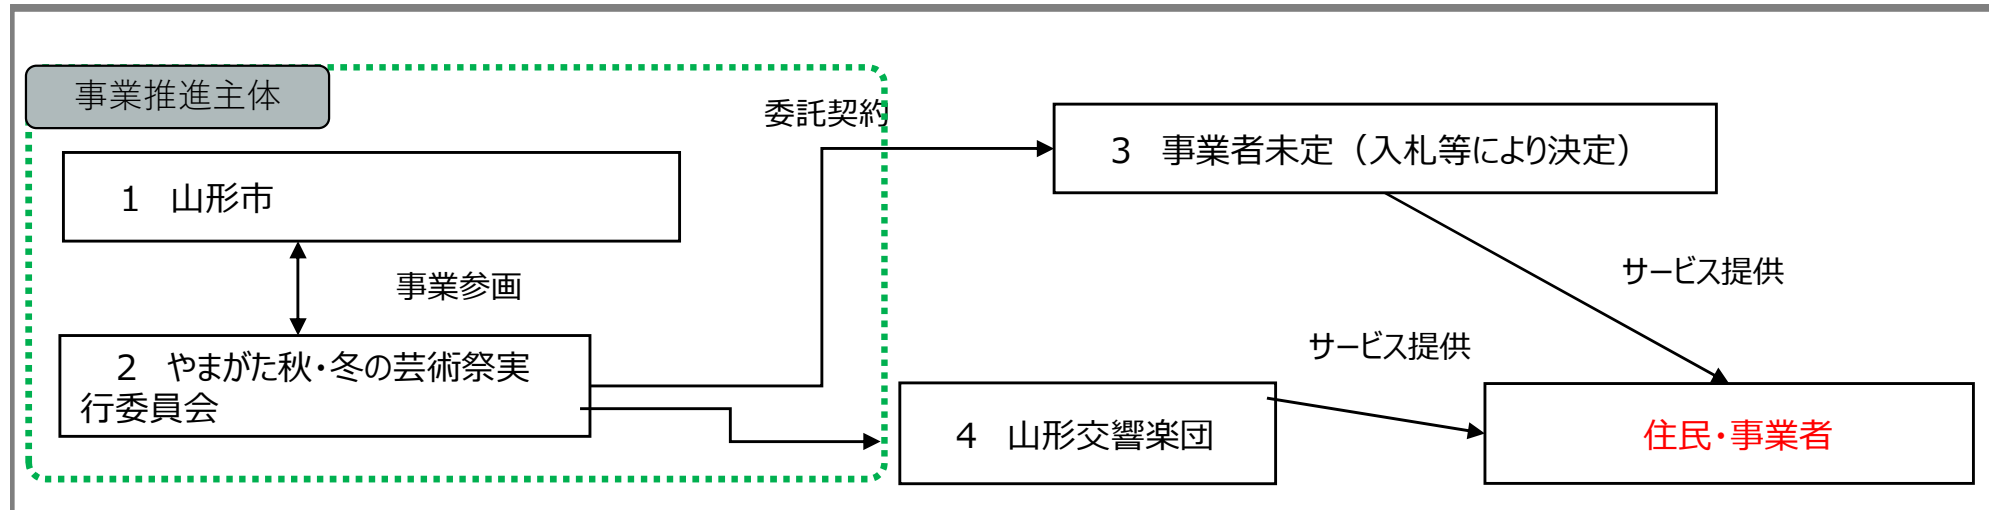 事業推進主体
委託契約
1 山形市
3 事業者未定（入札等により決定）
事業参画
サービス提供
2 やまがた秋・冬の芸術祭実
行委員会
サービス提供
4 山形交響楽団
住民・事業者